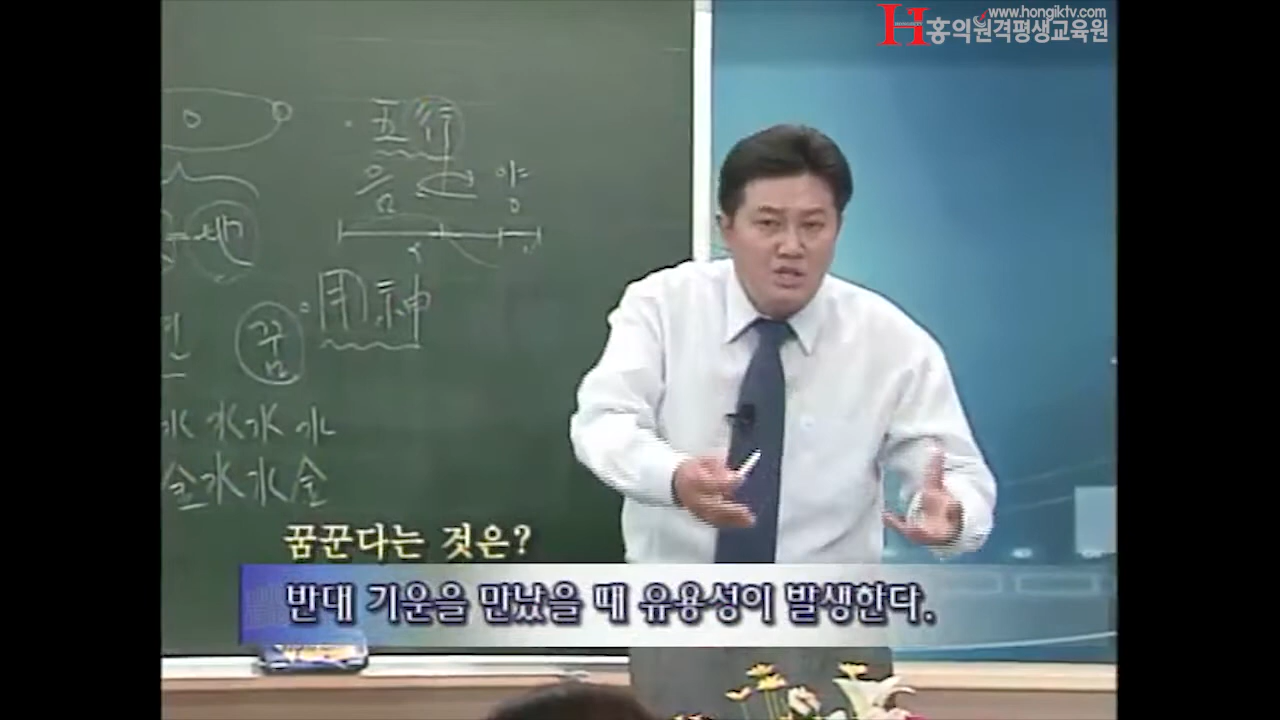 www.hongiktv.com
H홍익원격평생교육원
五行
음 양
用神
꿈
水 水 水 水
金 水 水 金
꿈꾼다는 것은?
반대 기운을 만났을 때 유용성이 발생한다.